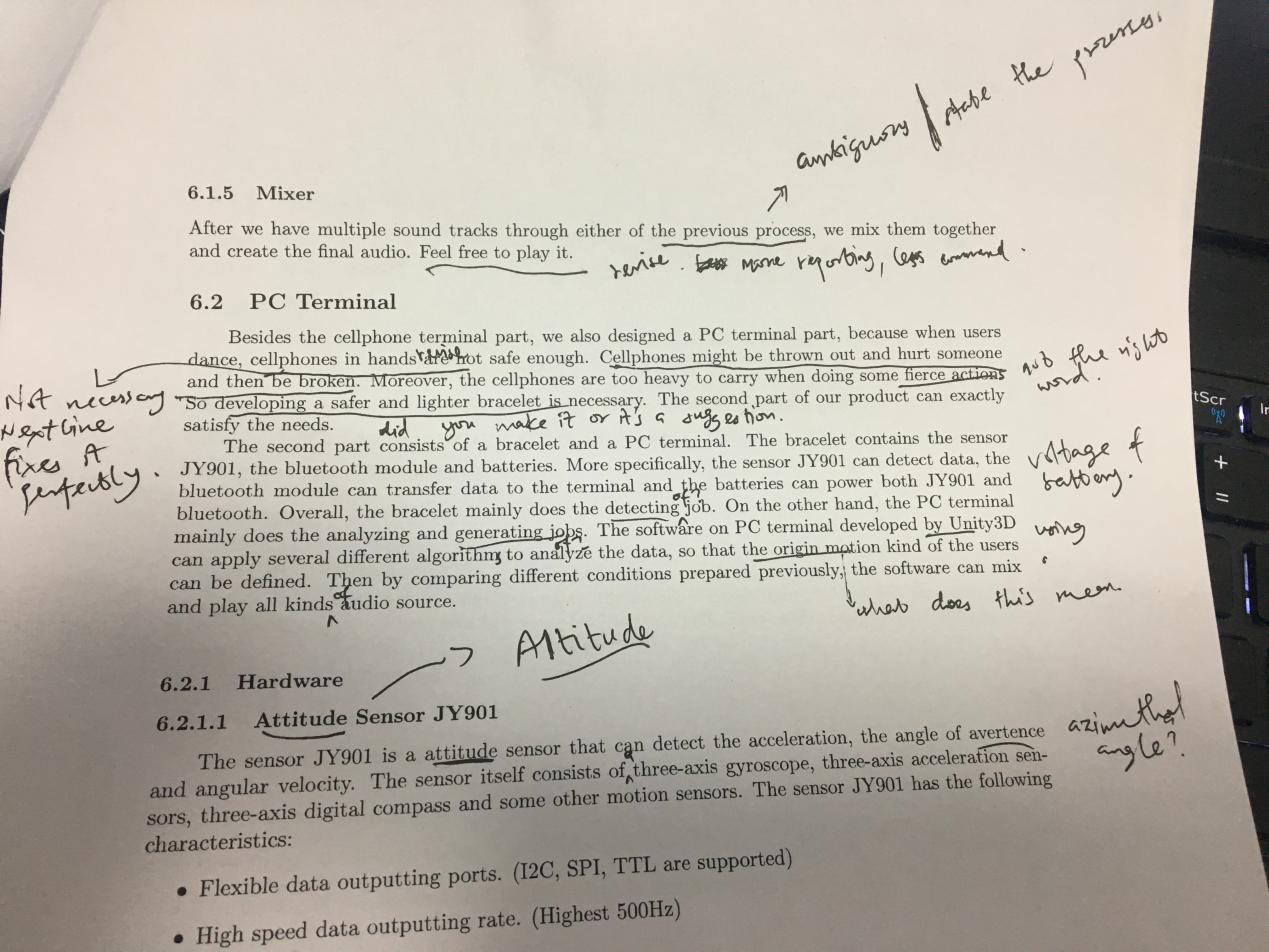 ambiguous / state the process.
6.1.5 Mixer
After we have multiple sound tracks through either of the previous process, we mix them together
and create the final audio. Feel free to play it.
revise. More reporting, less command.
6.2 PC Terminal
Besides the cellphone terminal part, we also designed a PC terminal part, because when users
dance, cellphones in hands are not safe enough. Cellphones might be thrown out and hurt someone
revise
and then be broken. Moreover, the cellphones are too heavy to carry when doing some fierce actions
not the right
word.
Not necessary
Next line
fixes it
perfectly.
So developing a safer and lighter bracelet is necessary. The second part of our product can exactly
satisfy the needs.
did you make it or it's a suggestion.
The second part consists of a bracelet and a PC terminal. The bracelet contains the sensor
JY901, the bluetooth module and batteries. More specifically, the sensor JY901 can detect data, the
voltage of
battery.
bluetooth module can transfer data to the terminal and the batteries can power both JY901 and
bluetooth. Overall, the bracelet mainly does the detecting job. On the other hand, the PC terminal
of?
mainly does the analyzing and generating jobs. The software on PC terminal developed by Unity3D
of?
using
can apply several different algorithms to analyze the data, so that the origin motion kind of the users
can be defined. Then by comparing different conditions prepared previously, the software can mix
what does this mean.
and play all kinds audio source.
of
6.2.1 Hardware
Altitude
6.2.1.1 Attitude Sensor JY901
The sensor JY901 is a attitude sensor that can detect the acceleration, the angle of avertence
azimuthal
angle?
and angular velocity. The sensor itself consists of three-axis gyroscope, three-axis acceleration sen-
a
sors, three-axis digital compass and some other motion sensors. The sensor JY901 has the following
characteristics:
• Flexible data outputting ports. (I2C, SPI, TTL are supported)
• High speed data outputting rate. (Highest 500Hz)
tScr
+
=